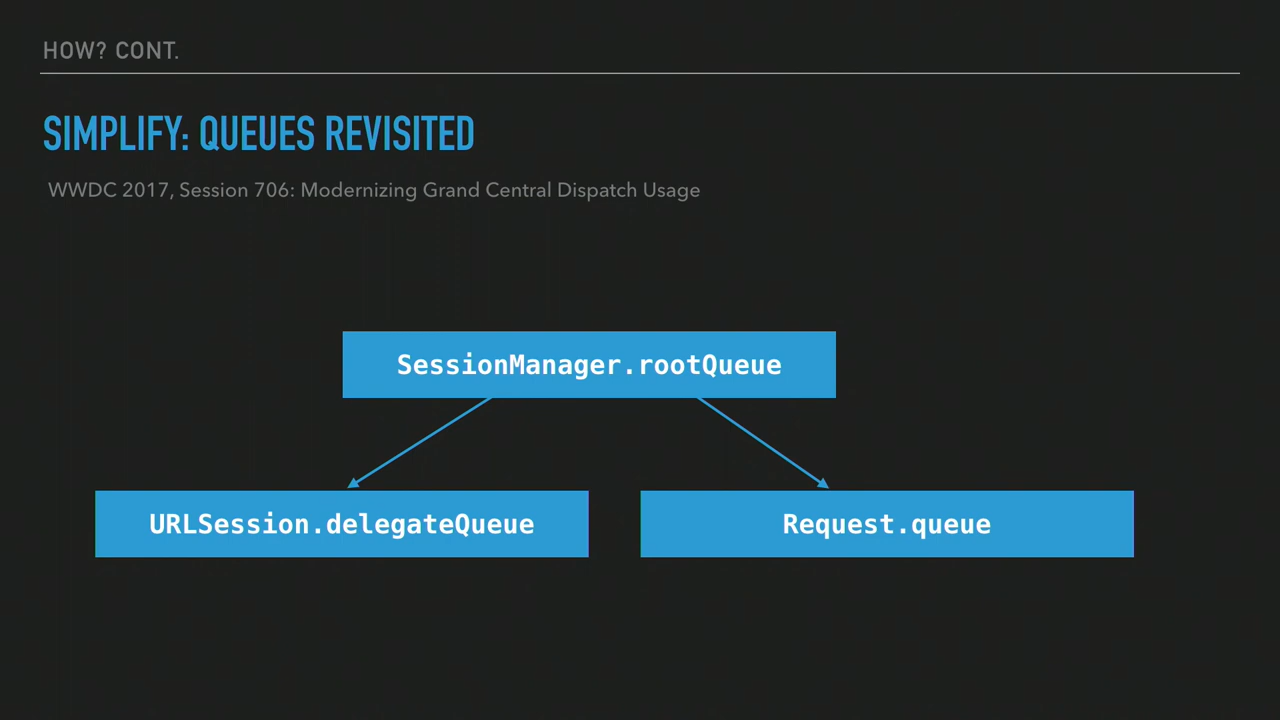 HOW? CONT.
SIMPLIFY: QUEUES REVISITED
WWDC 2017, Session 706: Modernizing Grand Central Dispatch Usage
SessionManager.rootQueue
URLSession.delegateQueue
Request.queue